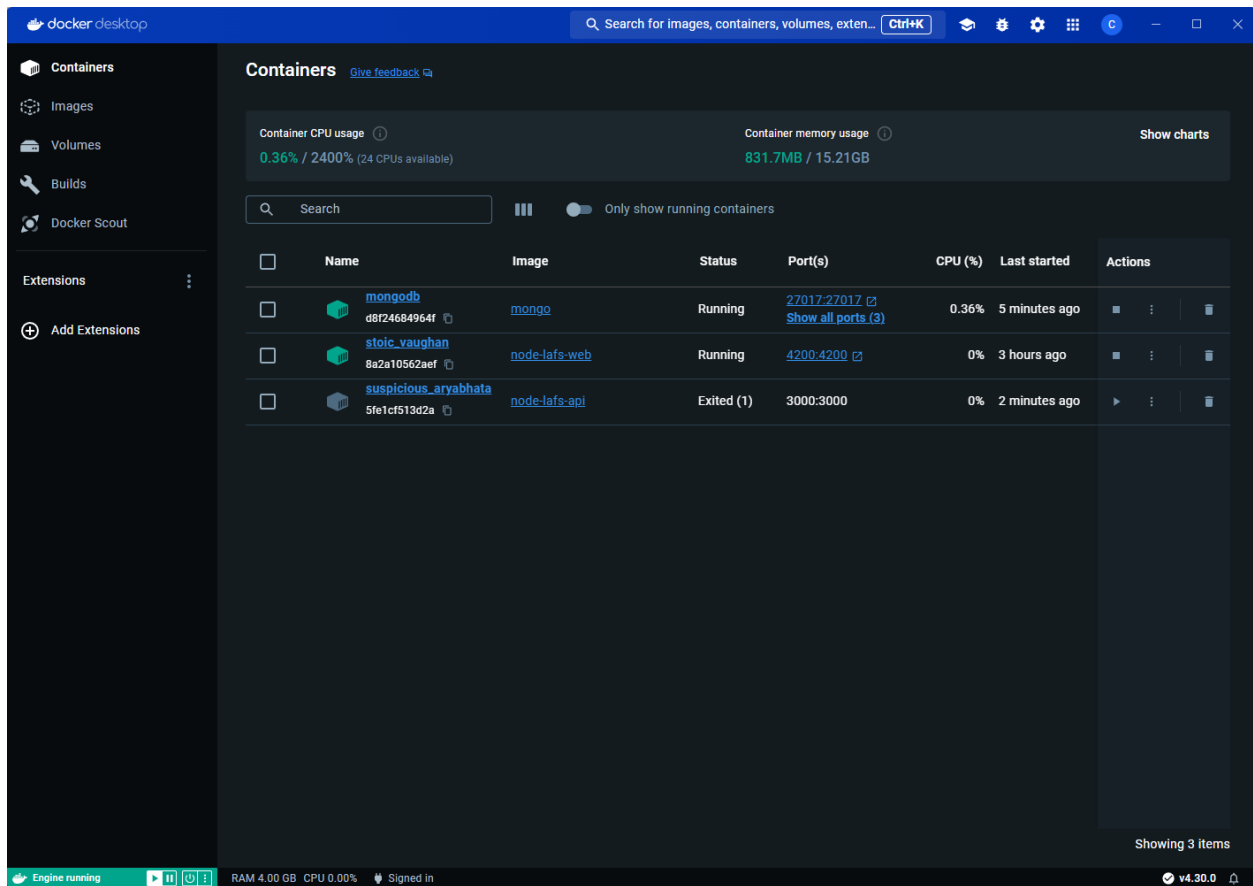 docker desktop
Search for images, containers, volumes, exten... Ctrl+K
C
Containers
Images
Volumes
Builds
Docker Scout
Extensions
Add Extensions
Containers Give feedback
Container CPU usage
0.36% / 2400% (24 CPUs available)
Container memory usage
831.7MB / 15.21GB
Show charts
Search
Only show running containers
Name Image Status Port(s) CPU (%) Last started Actions
mongodb
d8f24684964f
mongo Running
27017:27017
Show all ports (3)
0.36% 5 minutes ago
stoic_vaughan
8a2a10562aef
node-lafs-web Running 4200:4200 0% 3 hours ago
suspicious_aryabhata
5fe1cf513d2a
node-lafs-api Exited (1) 3000:3000 0% 2 minutes ago
Showing 3 items
Engine running RAM 4.00 GB CPU 0.00% Signed in v4.30.0